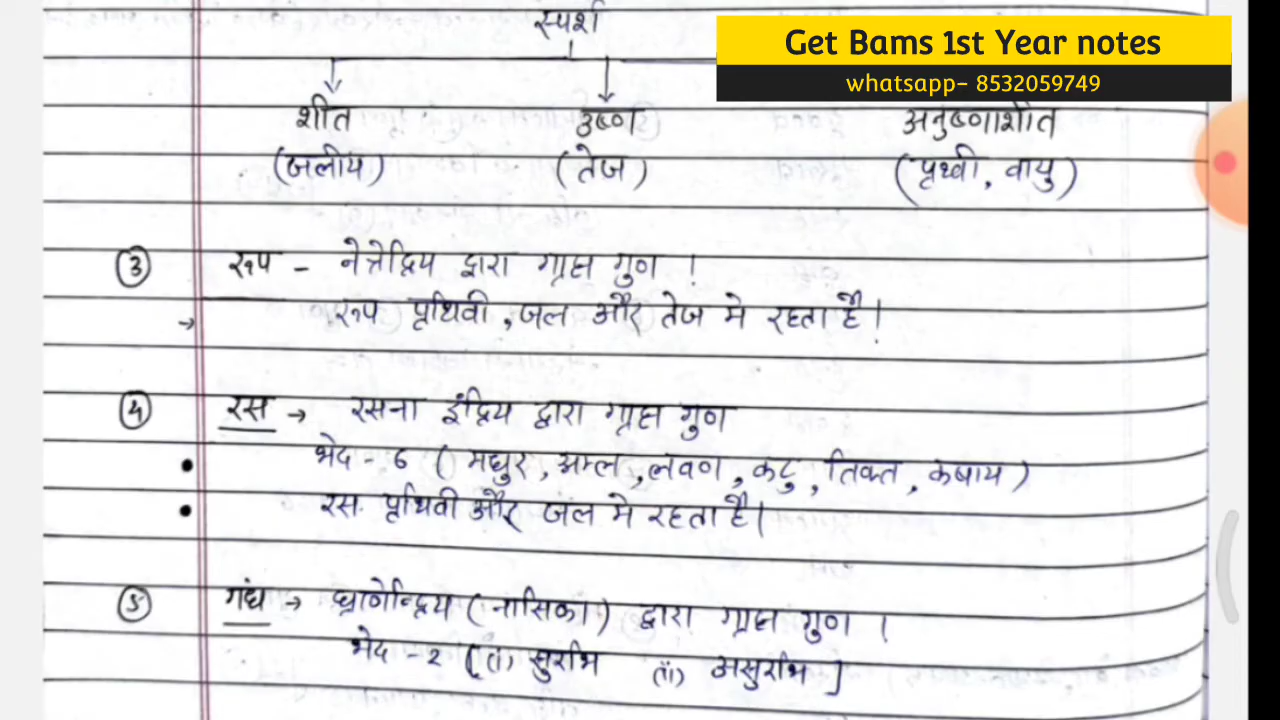 स्पर्श
Get Bams 1st Year notes
whatsapp- 8532059749
शीत उष्ण अनुष्णाशीत
(जलीय) (तेज) (पृथ्वी, वायु)
③ रूप - नेत्रेद्रिय द्वारा ग्राह्य गुण !
→ रूप पृथिवी, जल और तेज मे रहता है।
④ रस → रसना इंद्रिय द्वारा ग्राह्य गुण
• भेद - 6 (मधुर, अम्ल, लवण, कटु, तिक्त, कषाय)
• रस. पृथिवी और जल मे रहता है।
⑤ गंध → घ्राणेन्द्रिय (नासिका) द्वारा ग्राह्य गुण ।
भेद - 2 [(i) सुरभि (ii) असुरभि]